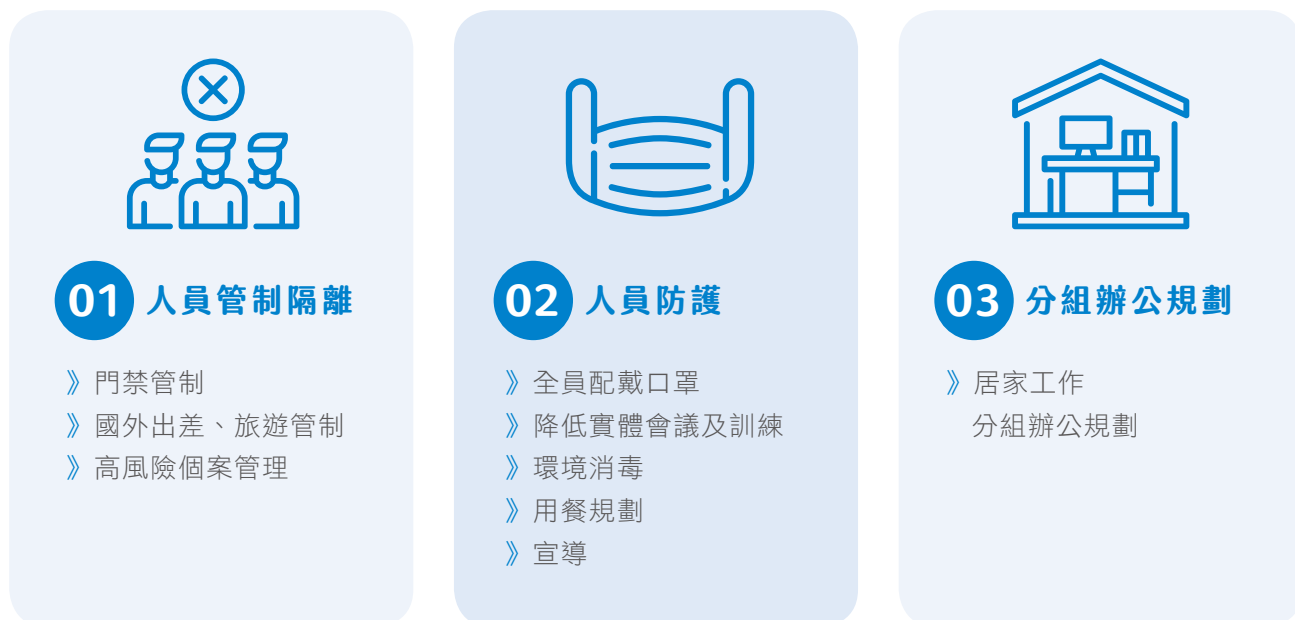 01 人員管制隔離
》門禁管制
》國外出差、旅遊管制
》高風險個案管理
02 人員防護
》全員配戴口罩
》降低實體會議及訓練
》環境消毒
》用餐規劃
》宣導
03 分組辦公規劃
》居家工作
分組辦公規劃